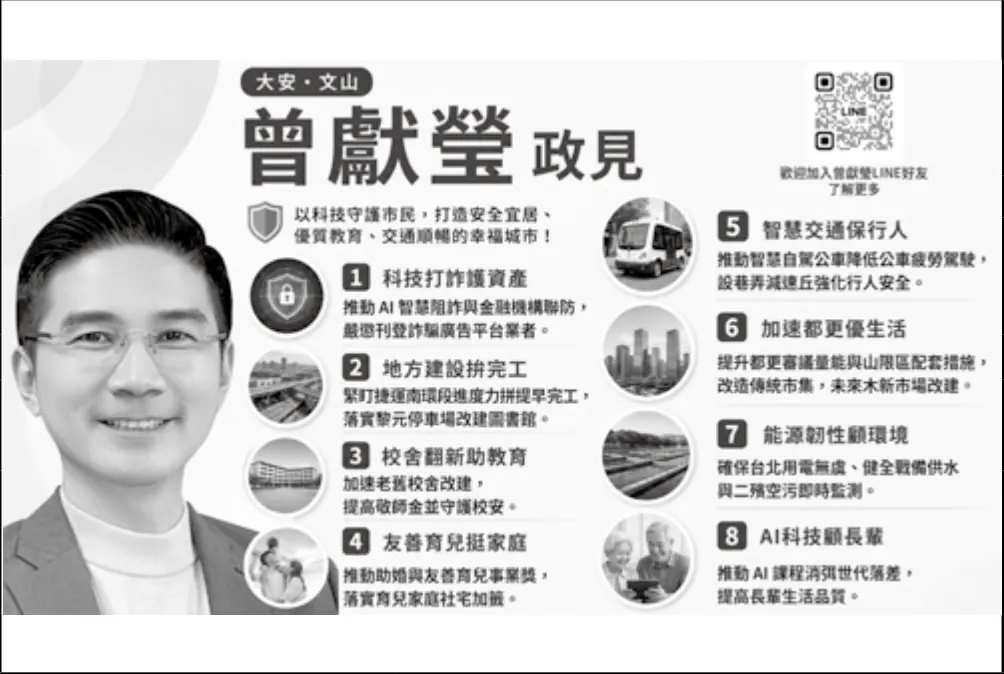 大安・文山
曾獻瑩 政見
LINE
歡迎加入曾獻瑩LINE好友
了解更多
以科技守護市民，打造安全宜居、
優質教育、交通順暢的幸福城市！
1 科技打詐護資產
推動 AI 智慧阻詐與金融機構聯防，
嚴懲刊登詐騙廣告平台業者。
2 地方建設拚完工
緊盯捷運南環段進度力拼提早完工，
落實黎元停車場改建圖書館。
3 校舍翻新助教育
加速老舊校舍改建，
提高敬師金並守護校安。
4 友善育兒挺家庭
推動助婚與友善育兒事業獎，
落實育兒家庭社宅加籤。
5 智慧交通保行人
推動智慧自駕公車降低公車疲勞駕駛，
設巷弄減速丘強化行人安全。
6 加速都更優生活
提升都更審議量能與山限區配套措施，
改造傳統市集，未來木新市場改建。
7 能源韌性顧環境
確保台北用電無虞、健全戰備供水
與二殯空污即時監測。
8 AI科技顧長輩
推動 AI 課程消弭世代落差，
提高長輩生活品質。